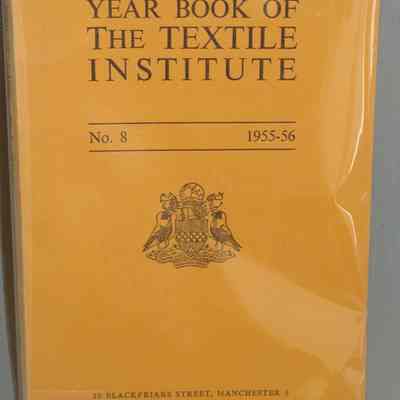 YEAR BOOK OF
THE TEXTILE
INSTITUTE
No. 8 1955-56
10 BLACKFRIARS STREET, MANCHESTER 3